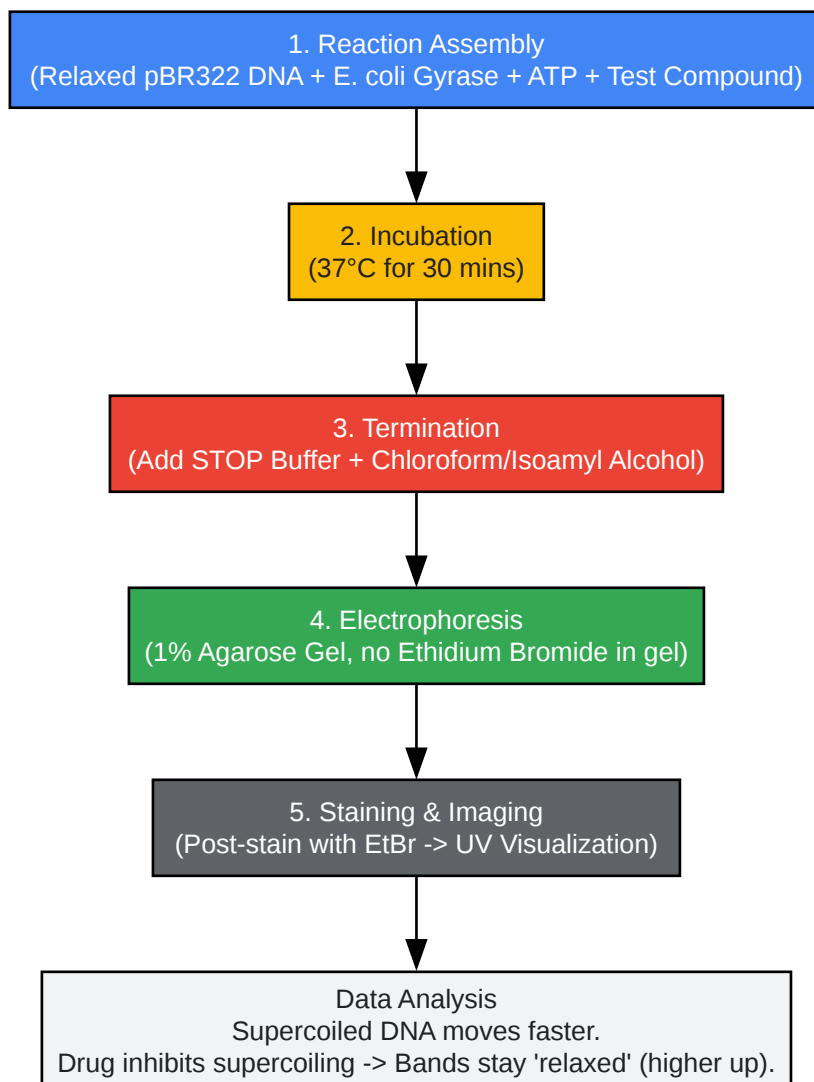 1. Reaction Assembly
(Relaxed pBR322 DNA + E. coli Gyrase + ATP + Test Compound)
2. Incubation
(37°C for 30 mins)
3. Termination
(Add STOP Buffer + Chloroform/Isoamyl Alcohol)
4. Electrophoresis
(1% Agarose Gel, no Ethidium Bromide in gel)
5. Staining & Imaging
(Post-stain with EtBr -> UV Visualization)
Data Analysis
Supercoiled DNA moves faster.
Drug inhibits supercoiling -> Bands stay 'relaxed' (higher up).